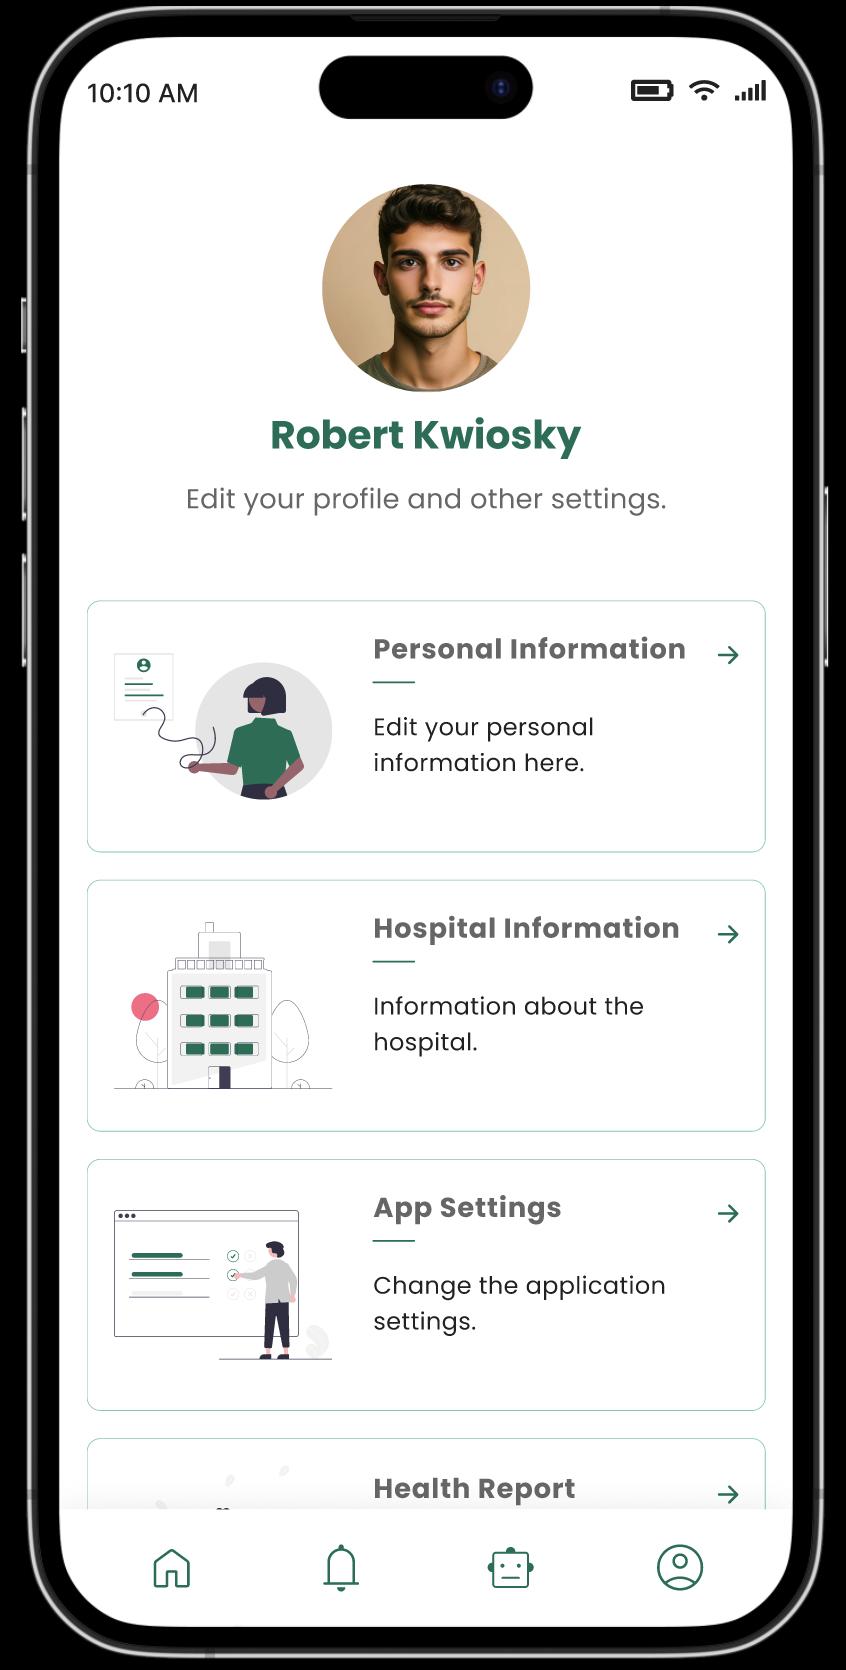 10:10 AM
Robert Kwiosky
Edit your profile and other settings.
Personal Information
Edit your personal
information here.
Hospital Information
Information about the
hospital.
App Settings
Change the application
settings.
Health Report